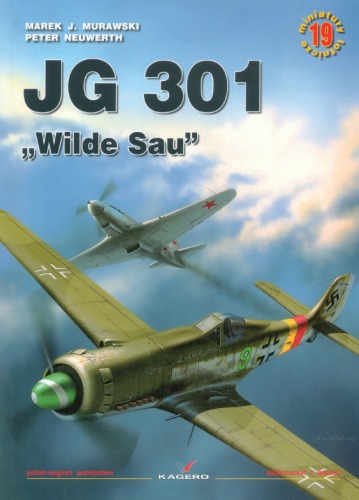 MAREK J. MURAWSKI
PETER NEUWERTH
miniatury lotnicze
19
JG 301
„Wilde Sau”
9
polish-english publication
KAGERO